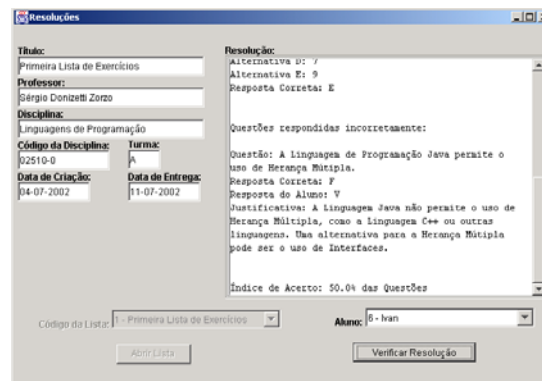 Resoluções
Título:
Primeira Lista de Exercícios
Professor:
Sérgio Donizetti Zorzo
Disciplina:
Linguagens de Programação
Código da Disciplina: Turma:
02510-0 A
Data de Criação: Data de Entrega:
04-07-2002 11-07-2002
Resolução:
Alternativa D: 7
Alternativa E: 9
Resposta Correta: E
Questões respondidas incorretamente:
Questão: A Linguagem de Programação Java permite o
uso de Herança Mútipla.
Resposta Correta: F
Resposta do Aluno: V
Justificativa: A Linguagem Java não permite o uso de
Herança Múltipla, como a Linguagem C++ ou outras
linguagens. Uma alternativa para a Herança Mútipla
pode ser o uso de Interfaces.
Índice de Acerto: 50.0% das Questões
Código da Lista: 1 - Primeira Lista de Exercícios
Aluno: 6 - Ivan
Abrir Lista
Verificar Resolução